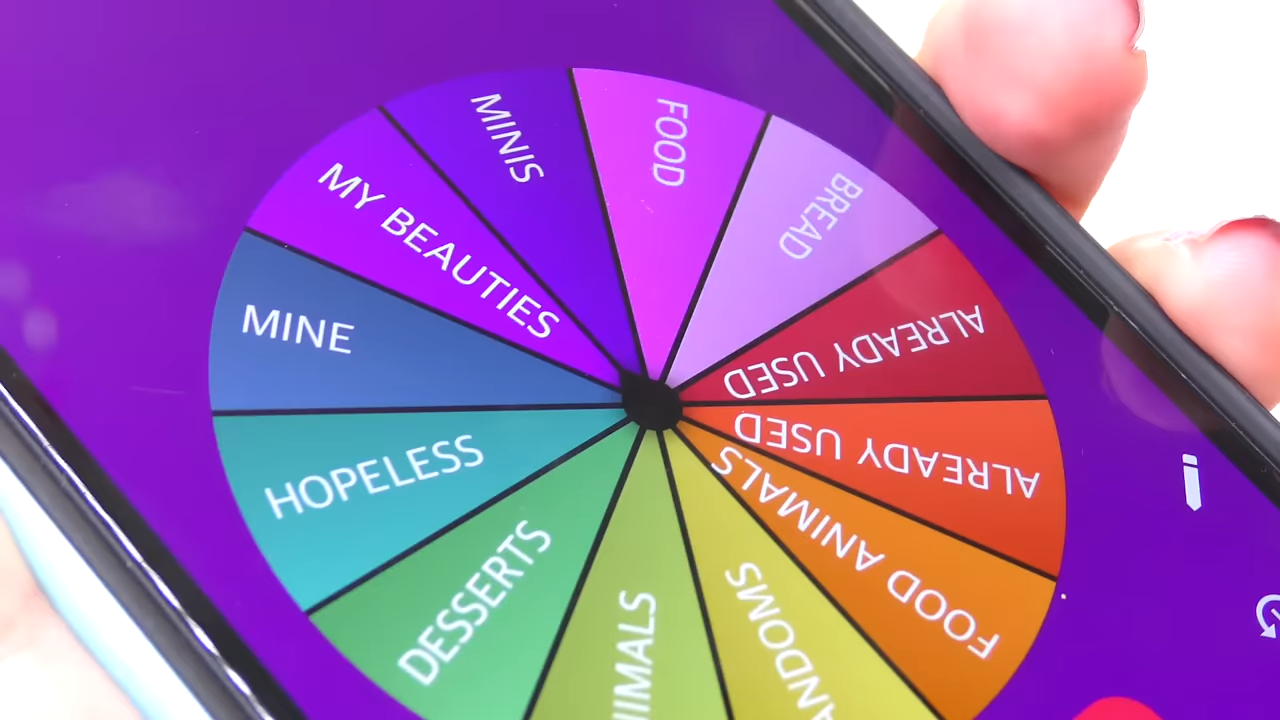 FOOD
BREAD
ALREADY USED
ALREADY USED
FOOD ANIMALS
DESSERTS
HOPELESS
MINE
MY BEAUTIES
MINIS